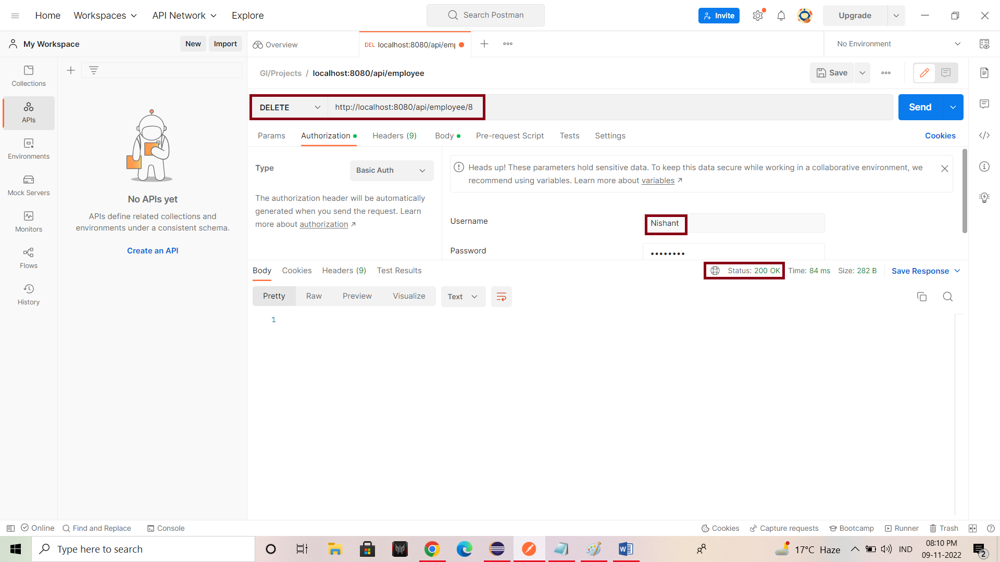 Home Workspaces API Network Explore
Search Postman
Invite
Upgrade
My Workspace
New Import
Overview
DEL localhost:8080/api/emp
No Environment
Collections
APIs
Environments
Mock Servers
Monitors
Flows
History
No APIs yet
APIs define related collections and
environments under a consistent schema.
Create an API
GI/Projects / localhost:8080/api/employee
Save
DELETE http://localhost:8080/api/employee/8
Send
Params Authorization Headers (9) Body Pre-request Script Tests Settings
Cookies
Type Basic Auth
The authorization header will be automatically
generated when you send the request. Learn
more about authorization ↗
Heads up! These parameters hold sensitive data. To keep this data secure while working in a collaborative environment, we
recommend using variables. Learn more about variables ↗
Username Nishant
Password ••••••••
Body Cookies Headers (9) Test Results
Status: 200 OK Time: 84 ms Size: 282 B Save Response
Pretty Raw Preview Visualize Text
1
Online Find and Replace Console
Cookies Capture requests Bootcamp Runner Trash
Type here to search
17°C Haze
IND
08:10 PM
09-11-2022
2